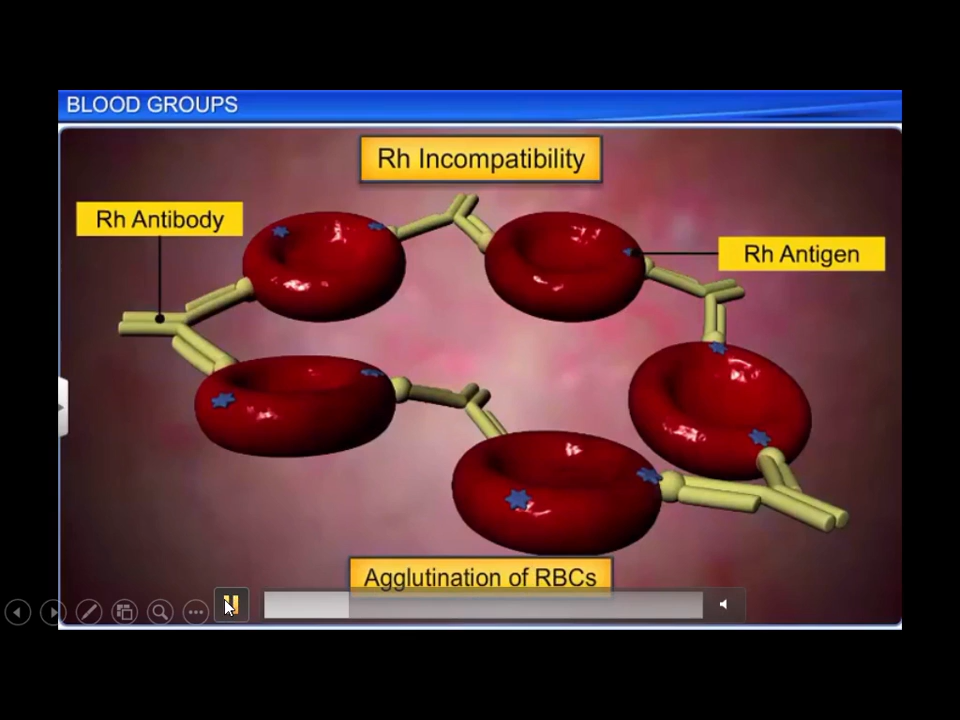 BLOOD GROUPS
Rh Incompatibility
Rh Antibody
Rh Antigen
Agglutination of RBCs